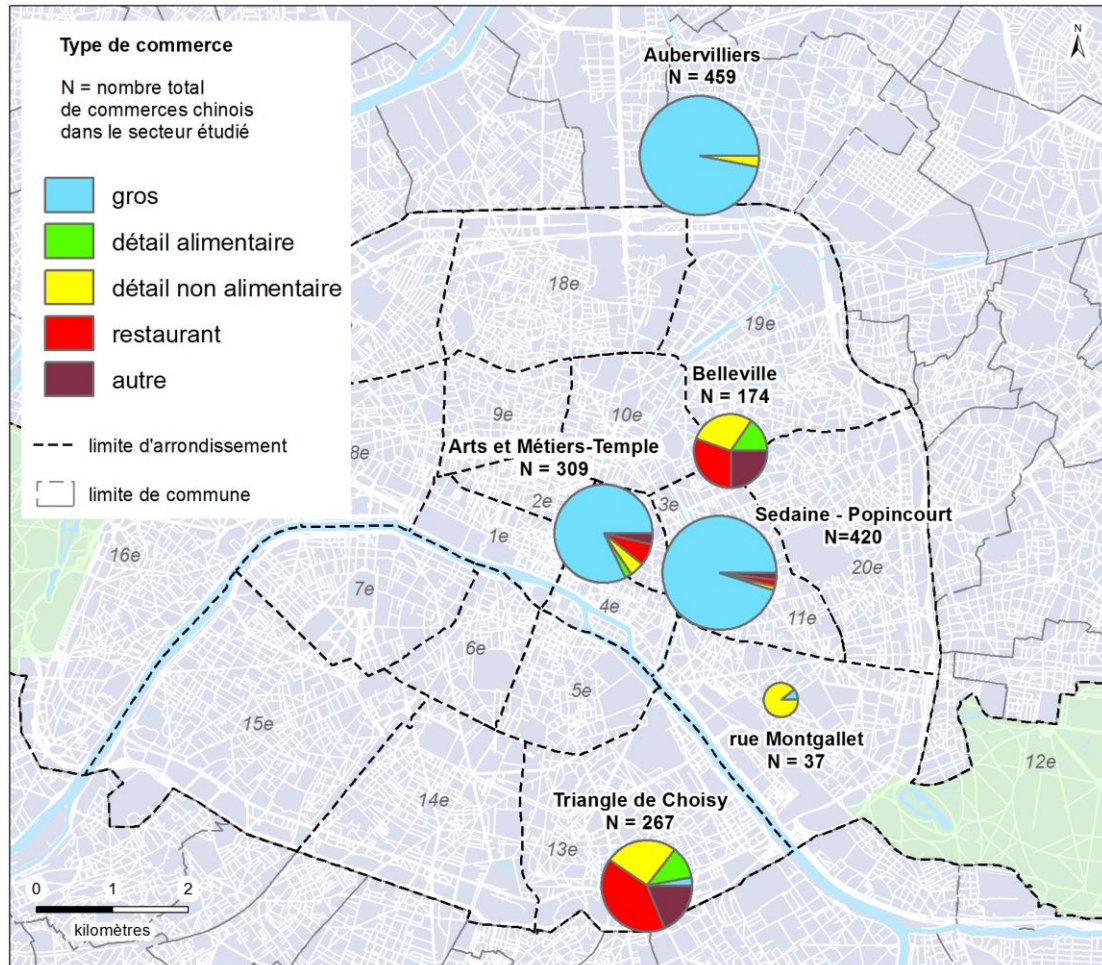 Type de commerce
N = nombre total
de commerces chinois
dans le secteur étudié
gros
détail alimentaire
détail non alimentaire
restaurant
autre
limite d'arrondissement
limite de commune
N
Aubervilliers
N = 459
18e
19e
Belleville
N = 174
9e
10e
8e
Arts et Métiers-Temple
N = 309
2e
3e
1e
Sedaine - Popincourt
N=420
20e
16e
7e
4e
11e
6e
5e
15e
rue Montgallet
N = 37
12e
14e
Triangle de Choisy
N = 267
13e
0 1 2
kilomètres